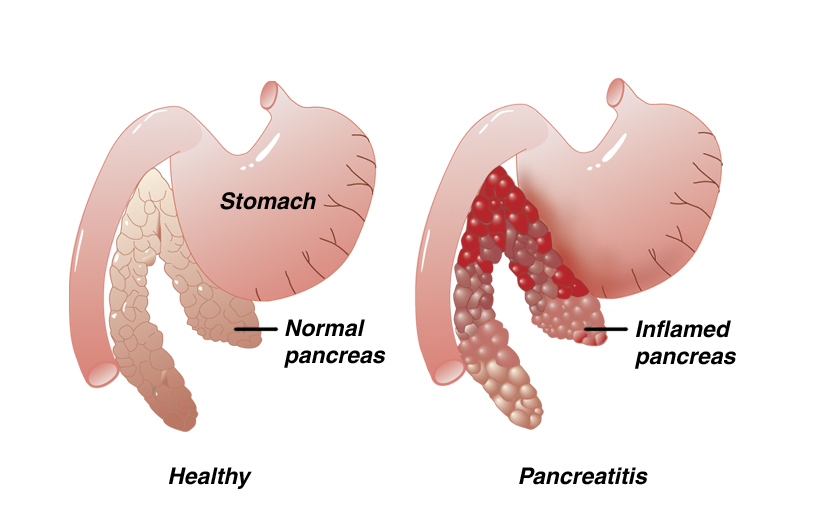 Stomach
Normal
pancreas
Inflamed
pancreas
Healthy
Pancreatitis